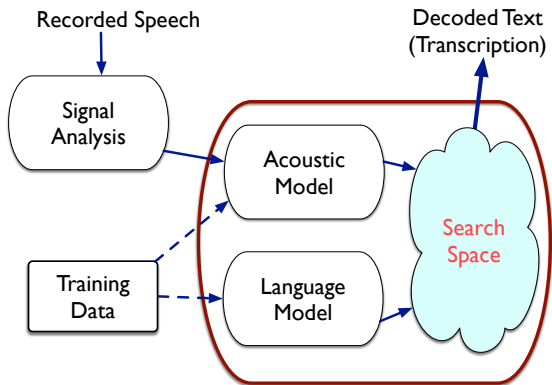 Recorded Speech
Decoded Text
(Transcription)
Signal
Analysis
Acoustic
Model
Search
Space
Training
Data
Language
Model